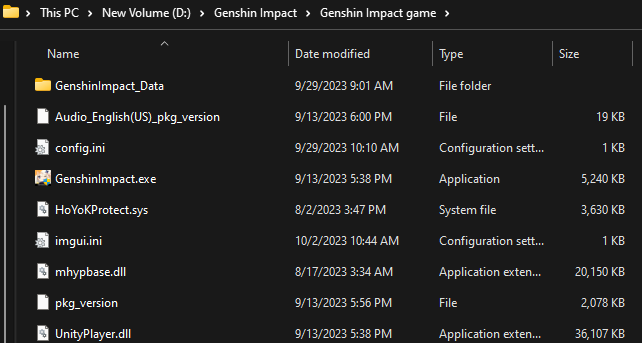 This PC > New Volume (D:) > Genshin Impact > Genshin Impact game >
Name Date modified Type Size
GenshinImpact_Data 9/29/2023 9:01 AM File folder
Audio_English(US)_pkg_version 9/13/2023 6:00 PM File 19 KB
config.ini 9/29/2023 10:10 AM Configuration sett... 1 KB
GenshinImpact.exe 9/13/2023 5:38 PM Application 5,240 KB
HoYoKProtect.sys 8/2/2023 3:47 PM System file 3,630 KB
imgui.ini 10/2/2023 10:44 AM Configuration sett... 1 KB
mhypbase.dll 8/17/2023 3:34 AM Application exten... 20,150 KB
pkg_version 9/13/2023 5:56 PM File 2,078 KB
UnityPlayer.dll 9/13/2023 5:38 PM Application exten... 36,107 KB